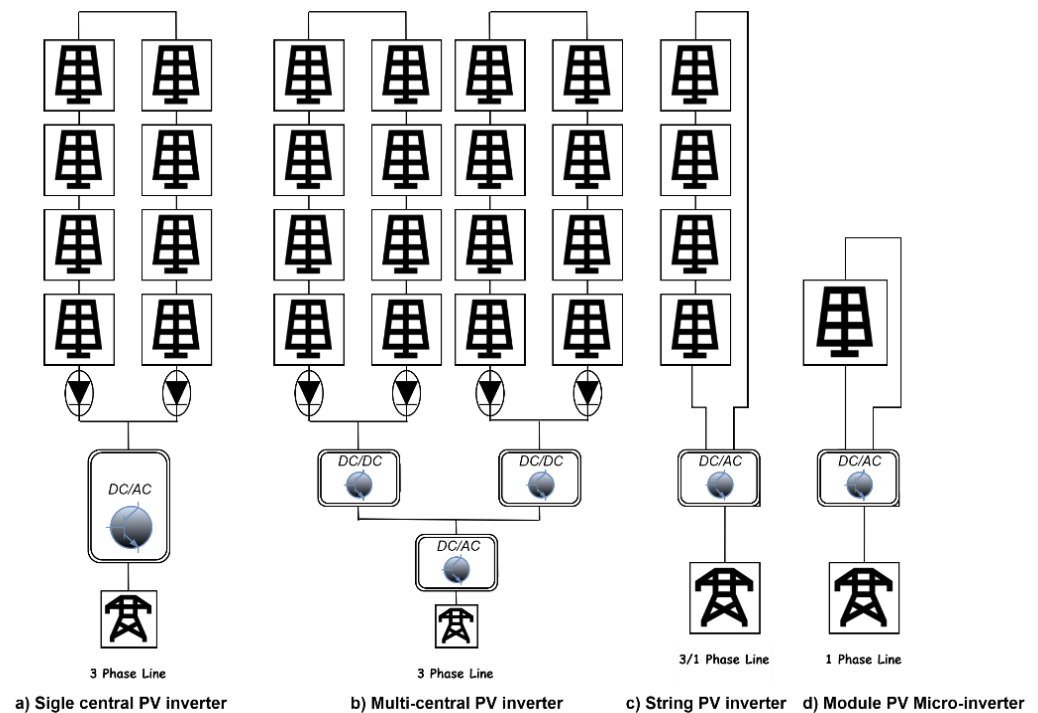 DC/DC
DC/DC
DC/AC
DC/AC
DC/AC
DC/AC
3 Phase Line
3 Phase Line
3/1 Phase Line
1 Phase Line
a) Sigle central PV inverter
b) Multi-central PV inverter
c) String PV inverter
d) Module PV Micro-inverter